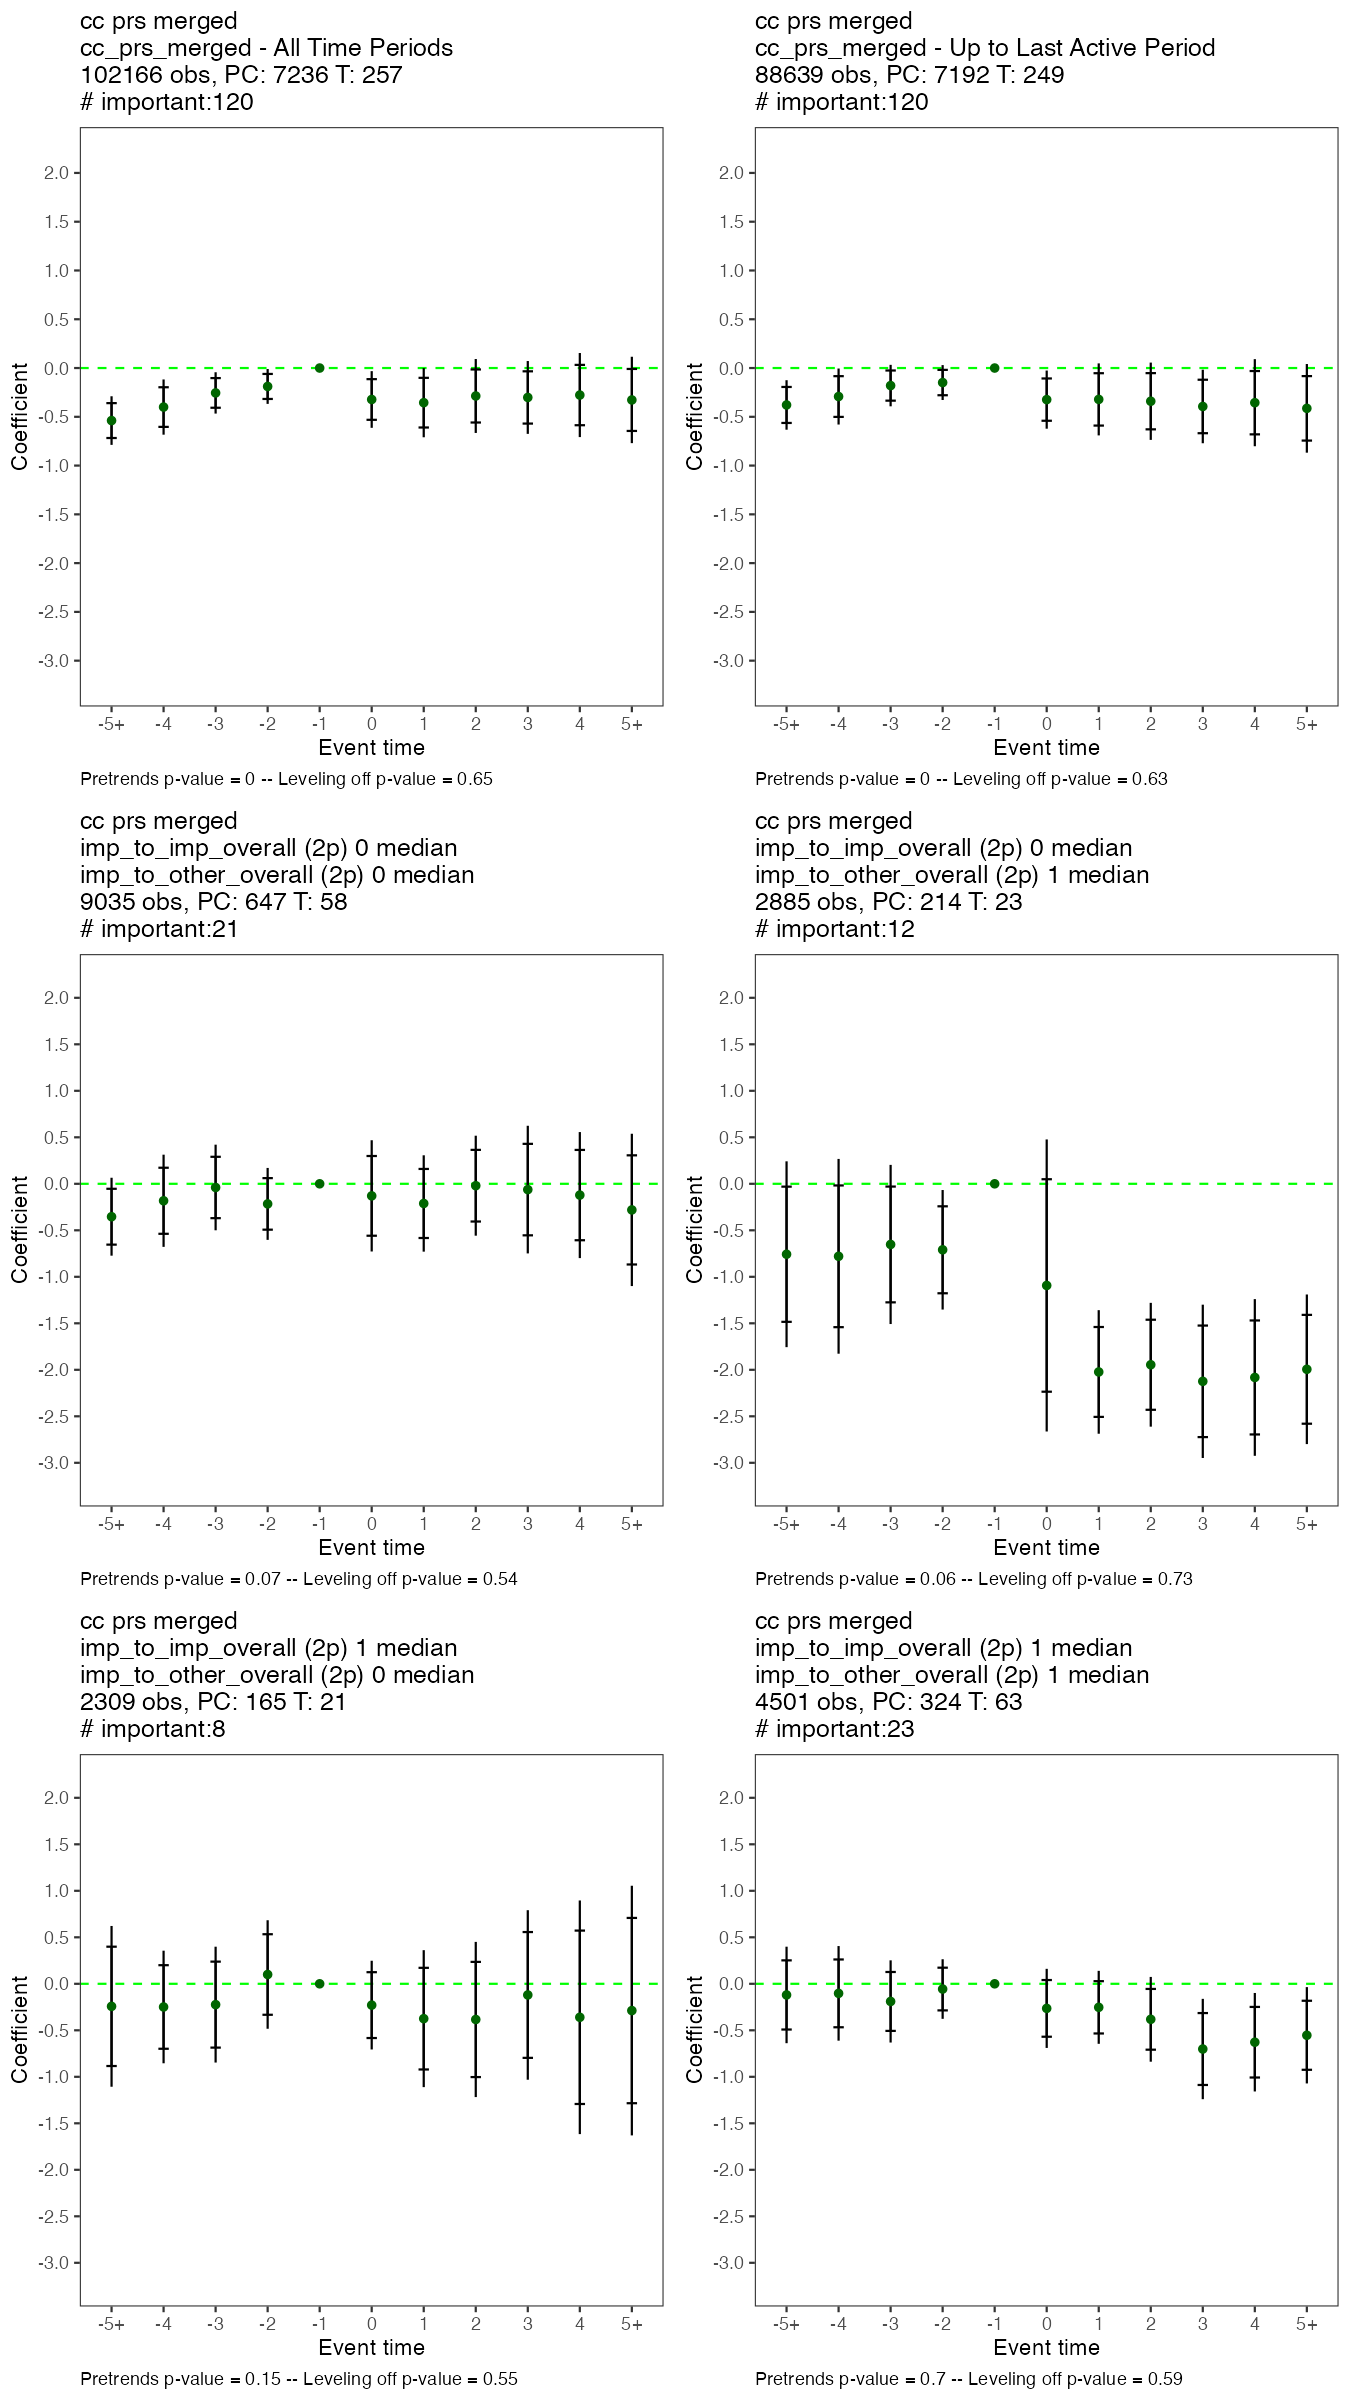 cc prs merged
cc_prs_merged - All Time Periods
102166 obs, PC: 7236 T: 257
# important:120
2.0
1.5
1.0
0.5
0.0
-0.5
-1.0
-1.5
-2.0
-2.5
-3.0
Coefficient
-5+ -4 -3 -2 -1 0 1 2 3 4 5+
Event time
Pretrends p-value = 0 -- Leveling off p-value = 0.65
cc prs merged
cc_prs_merged - Up to Last Active Period
88639 obs, PC: 7192 T: 249
# important:120
2.0
1.5
1.0
0.5
0.0
-0.5
-1.0
-1.5
-2.0
-2.5
-3.0
Coefficient
-5+ -4 -3 -2 -1 0 1 2 3 4 5+
Event time
Pretrends p-value = 0 -- Leveling off p-value = 0.63
cc prs merged
imp_to_imp_overall (2p) 0 median
imp_to_other_overall (2p) 0 median
9035 obs, PC: 647 T: 58
# important:21
2.0
1.5
1.0
0.5
0.0
-0.5
-1.0
-1.5
-2.0
-2.5
-3.0
Coefficient
-5+ -4 -3 -2 -1 0 1 2 3 4 5+
Event time
Pretrends p-value = 0.07 -- Leveling off p-value = 0.54
cc prs merged
imp_to_imp_overall (2p) 0 median
imp_to_other_overall (2p) 1 median
2885 obs, PC: 214 T: 23
# important:12
2.0
1.5
1.0
0.5
0.0
-0.5
-1.0
-1.5
-2.0
-2.5
-3.0
Coefficient
-5+ -4 -3 -2 -1 0 1 2 3 4 5+
Event time
Pretrends p-value = 0.06 -- Leveling off p-value = 0.73
cc prs merged
imp_to_imp_overall (2p) 1 median
imp_to_other_overall (2p) 0 median
2309 obs, PC: 165 T: 21
# important:8
2.0
1.5
1.0
0.5
0.0
-0.5
-1.0
-1.5
-2.0
-2.5
-3.0
Coefficient
-5+ -4 -3 -2 -1 0 1 2 3 4 5+
Event time
Pretrends p-value = 0.15 -- Leveling off p-value = 0.55
cc prs merged
imp_to_imp_overall (2p) 1 median
imp_to_other_overall (2p) 1 median
4501 obs, PC: 324 T: 63
# important:23
2.0
1.5
1.0
0.5
0.0
-0.5
-1.0
-1.5
-2.0
-2.5
-3.0
Coefficient
-5+ -4 -3 -2 -1 0 1 2 3 4 5+
Event time
Pretrends p-value = 0.7 -- Leveling off p-value = 0.59